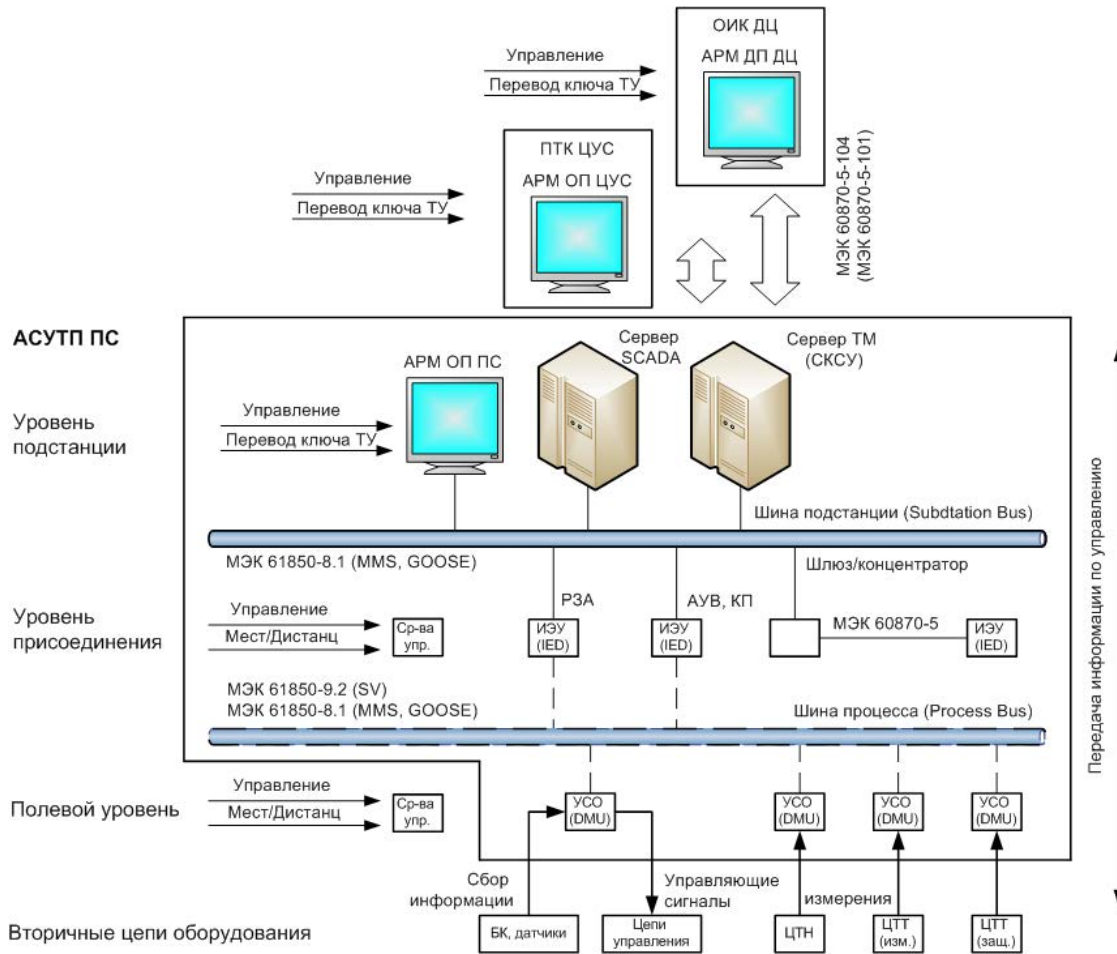 ОИК ДЦ
АРМ ДП ДЦ
Управление
Перевод ключа ТУ
ПТК ЦУС
АРМ ОП ЦУС
Управление
Перевод ключа ТУ
МЭК 60870-5-104
(МЭК 60870-5-101)
АСУТП ПС
АРМ ОП ПС
Сервер
SCADA
Сервер ТМ
(СКСУ)
Уровень
подстанции
Управление
Перевод ключа ТУ
Шина подстанции (Subdtation Bus)
МЭК 61850-8.1 (MMS, GOOSE)
Шлюз/концентратор
Уровень
присоединения
Управление
Мест/Дистанц
Ср-ва
упр.
РЗА
ИЭУ
(IED)
АУВ, КП
ИЭУ
(IED)
МЭК 60870-5
ИЭУ
(IED)
МЭК 61850-9.2 (SV)
МЭК 61850-8.1 (MMS, GOOSE)
Шина процесса (Process Bus)
Передача информации по управлению
Полевой уровень
Управление
Мест/Дистанц
Ср-ва
упр.
УСО
(DMU)
УСО
(DMU)
УСО
(DMU)
УСО
(DMU)
Сбор
информации
Управляющие
сигналы
измерения
Вторичные цепи оборудования
БК, датчики
Цепи
управления
ЦТН
ЦТТ
(изм.)
ЦТТ
(защ.)